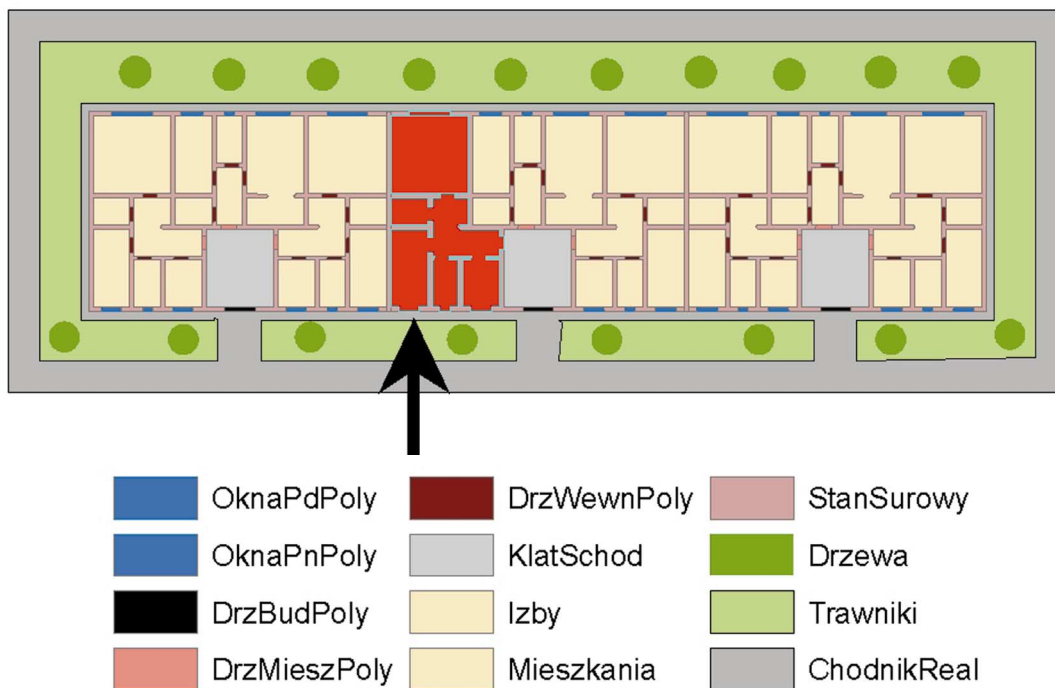 OknaPdPoly
DrzWewnPoly
StanSurowy
OknaPnPoly
KlatSchod
Drzewa
DrzBudPoly
Izby
Trawniki
DrzMieszPoly
Mieszkania
ChodnikReal